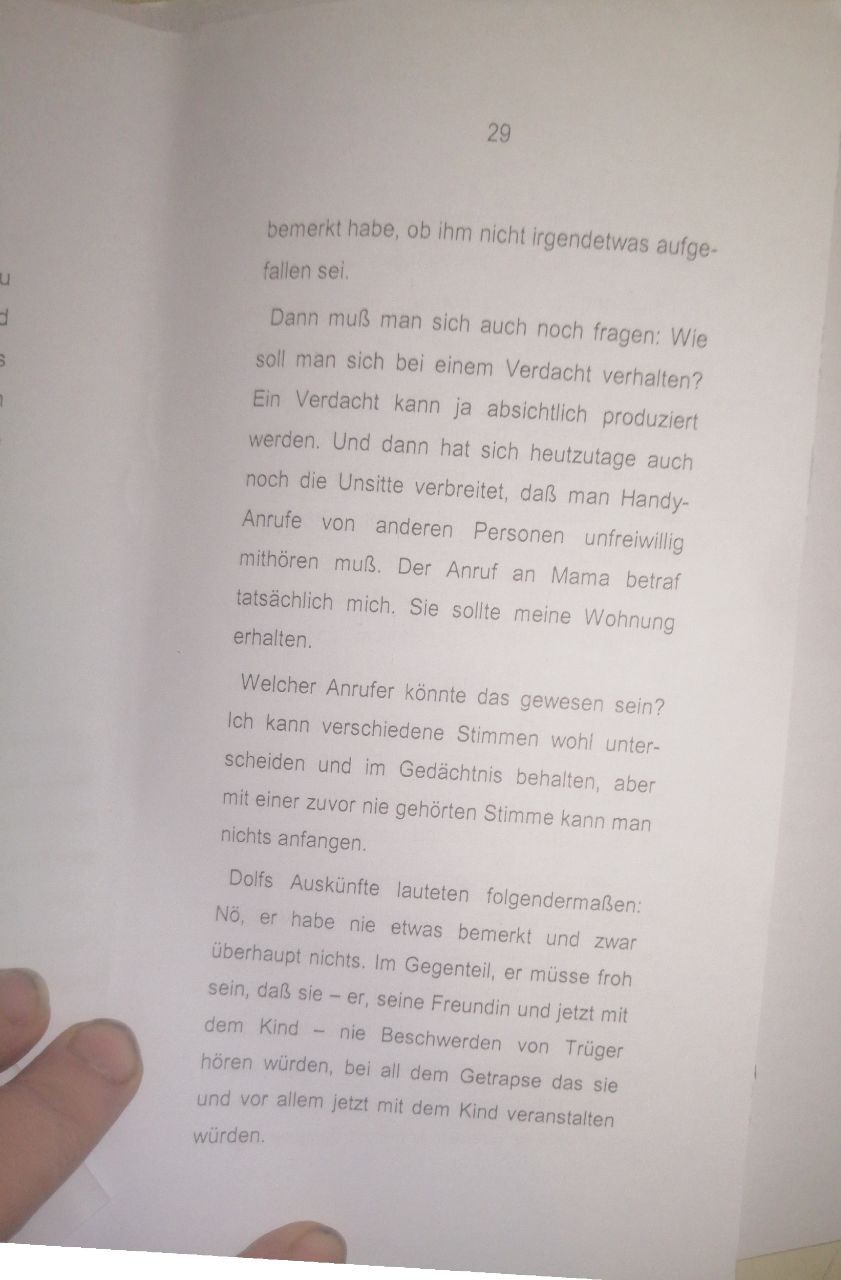 29
bemerkt habe, ob ihm nicht irgendetwas aufge-
fallen sei.
Dann muß man sich auch noch fragen: Wie
soll man sich bei einem Verdacht verhalten?
Ein Verdacht kann ja absichtlich produziert
werden. Und dann hat sich heutzutage auch
noch die Unsitte verbreitet, daß man Handy-
Anrufe von anderen Personen unfreiwillig
mithören muß. Der Anruf an Mama betraf
tatsächlich mich. Sie sollte meine Wohnung
erhalten.
Welcher Anrufer könnte das gewesen sein?
Ich kann verschiedene Stimmen wohl unter-
scheiden und im Gedächtnis behalten, aber
mit einer zuvor nie gehörten Stimme kann man
nichts anfangen.
Dolfs Auskünfte lauteten folgendermaßen:
Nö, er habe nie etwas bemerkt und zwar
überhaupt nichts. Im Gegenteil, er müsse froh
sein, daß sie – er, seine Freundin und jetzt mit
dem Kind – nie Beschwerden von Trüger
hören würden, bei all dem Getrapse das sie
und vor allem jetzt mit dem Kind veranstalten
würden.